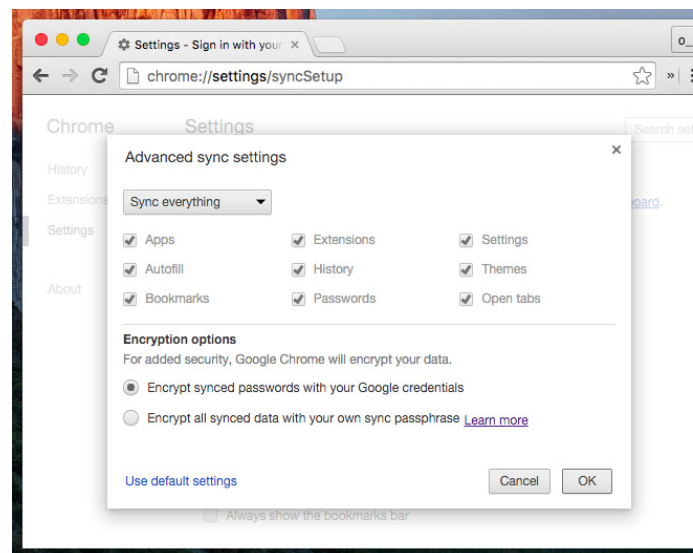 Settings - Sign in with your
chrome://settings/syncSetup
»
Chrome
Settings
History
Extensions
Settings
About
Advanced sync settings
Sync everything
Apps
Extensions
Settings
Autofill
History
Themes
Bookmarks
Passwords
Open tabs
Encryption options
For added security, Google Chrome will encrypt your data.
Encrypt synced passwords with your Google credentials
Encrypt all synced data with your own sync passphrase Learn more
Use default settings
Cancel
OK
Always show the bookmarks bar